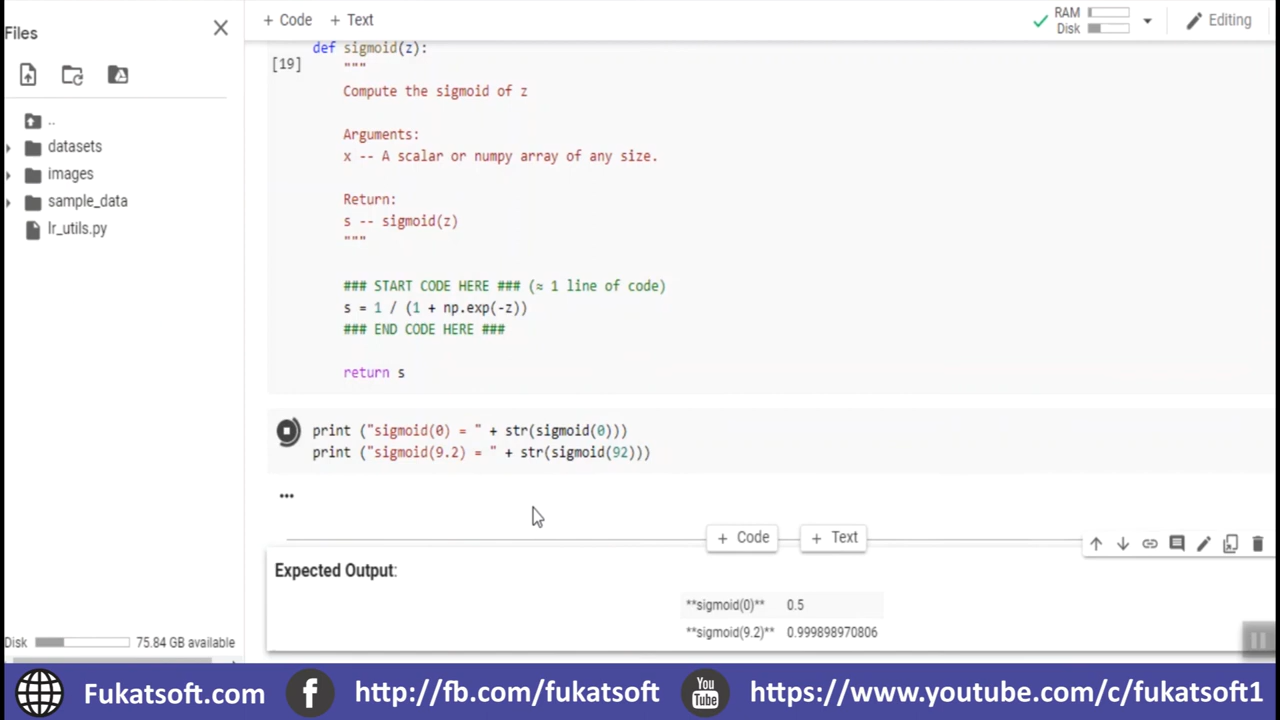 Files
+ Code + Text
RAM
Disk
Editing
..
datasets
images
sample_data
lr_utils.py
Disk 75.84 GB available
[19]
def sigmoid(z):
"""
Compute the sigmoid of z
Arguments:
x -- A scalar or numpy array of any size.
Return:
s -- sigmoid(z)
"""
### START CODE HERE ### (≈ 1 line of code)
s = 1 / (1 + np.exp(-z))
### END CODE HERE ###
return s
print ("sigmoid(0) = " + str(sigmoid(0)))
print ("sigmoid(9.2) = " + str(sigmoid(92)))
+ Code + Text
Expected Output:
**sigmoid(0)** 0.5
**sigmoid(9.2)** 0.999898970806
Fukatsoft.com f http://fb.com/fukatsoft You Tube https://www.youtube.com/c/fukatsoft1